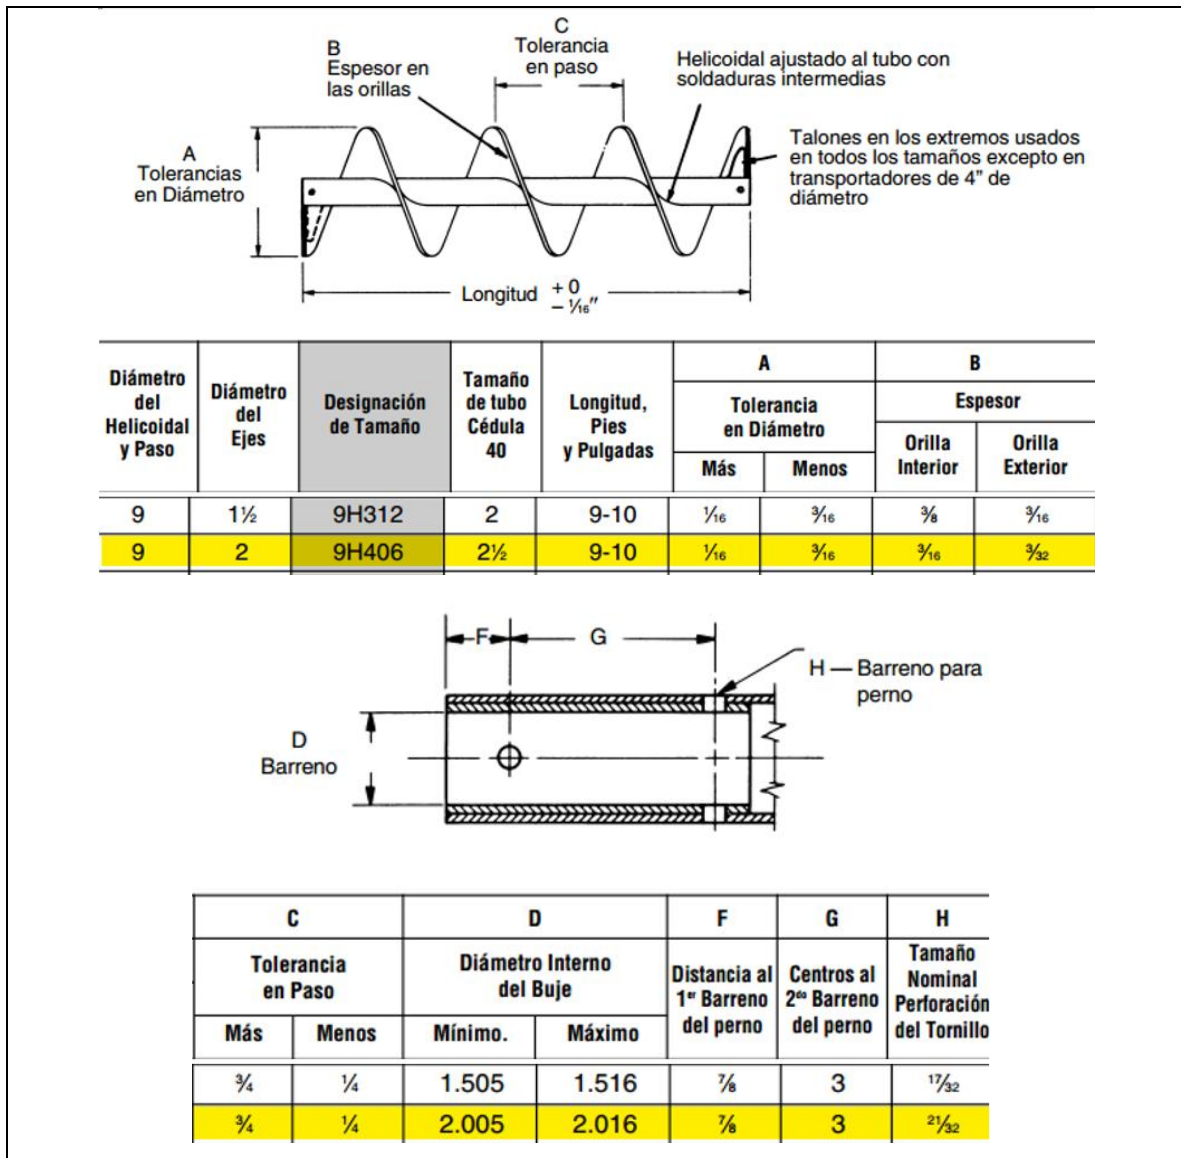 C
Tolerancia
en paso
B
Espesor en
las orillas
Helicoidal ajustado al tubo con
soldaduras intermedias
A
Tolerancias
en Diámetro
Talones en los extremos usados
en todos los tamaños excepto en
transportadores de 4" de
diámetro
Longitud + 0 – 1/16"
Diámetro
del
Helicoidal
y Paso
Diámetro
del
Ejes
Designación
de Tamaño
Tamaño
de tubo
Cédula
40
Longitud,
Pies
y Pulgadas
A
Tolerancia
en Diámetro
Más Menos
B
Espesor
Orilla
Interior
Orilla
Exterior
9 1½ 9H312 2 9-10 1/16 3/16 3/8 3/16
9 2 9H406 2½ 9-10 1/16 3/16 3/16 3/32
F G
H — Barreno para
perno
D
Barreno
C D F G H
Tolerancia
en Paso
Más Menos
Diámetro Interno
del Buje
Mínimo. Máximo
Distancia al
1er Barreno
del perno
Centros al
2do Barreno
del perno
Tamaño
Nominal
Perforación
del Tornillo
¾ ¼ 1.505 1.516 7/8 3 17/32
¾ ¼ 2.005 2.016 7/8 3 21/32